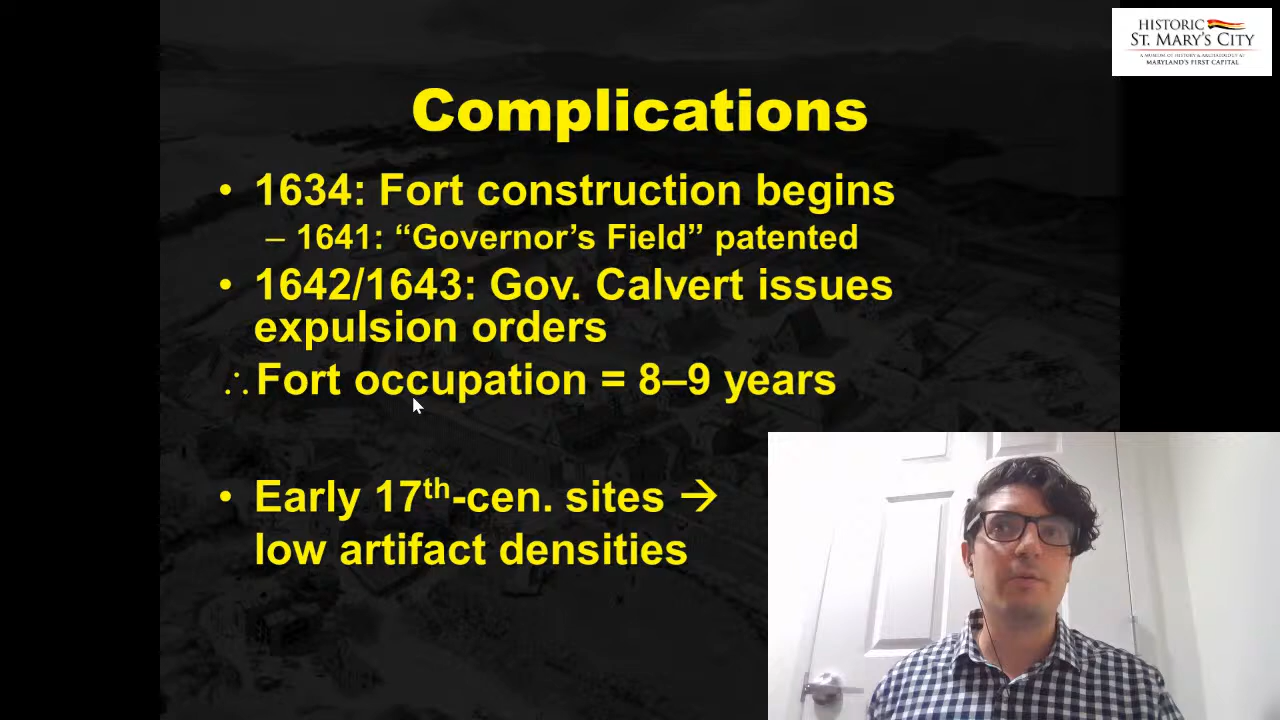 HISTORIC
ST. MARY'S CITY
A MUSEUM OF HISTORY & ARCHAEOLOGY AT
MARYLAND'S FIRST CAPITAL
Complications
• 1634: Fort construction begins
– 1641: “Governor’s Field” patented
• 1642/1643: Gov. Calvert issues
expulsion orders
∴ Fort occupation = 8–9 years
• Early 17th-cen. sites →
low artifact densities